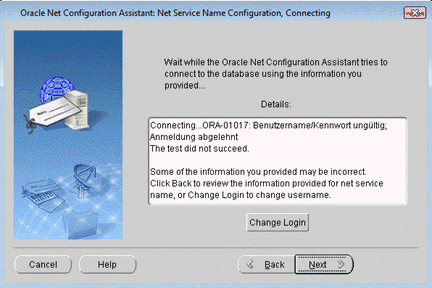 Oracle Net Configuration Assistant: Net Service Name Configuration, Connecting
Wait while the Oracle Net Configuration Assistant tries to
connect to the database using the information you
provided...
Details:
Connecting...ORA-01017: Benutzername/Kennwort ungültig;
Anmeldung abgelehnt
The test did not succeed.
Some of the information you provided may be incorrect.
Click Back to review the information provided for net service
name, or Change Login to change username.
Change Login
Cancel
Help
Back
Next